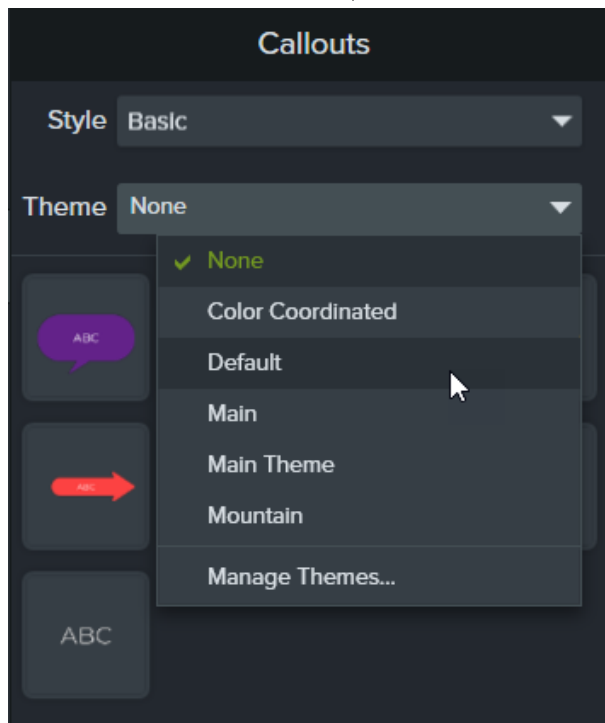 Callouts
Style Basic
Theme None
None
Color Coordinated
ABC
Default
Main
Main Theme
ABC
Mountain
Manage Themes...
ABC